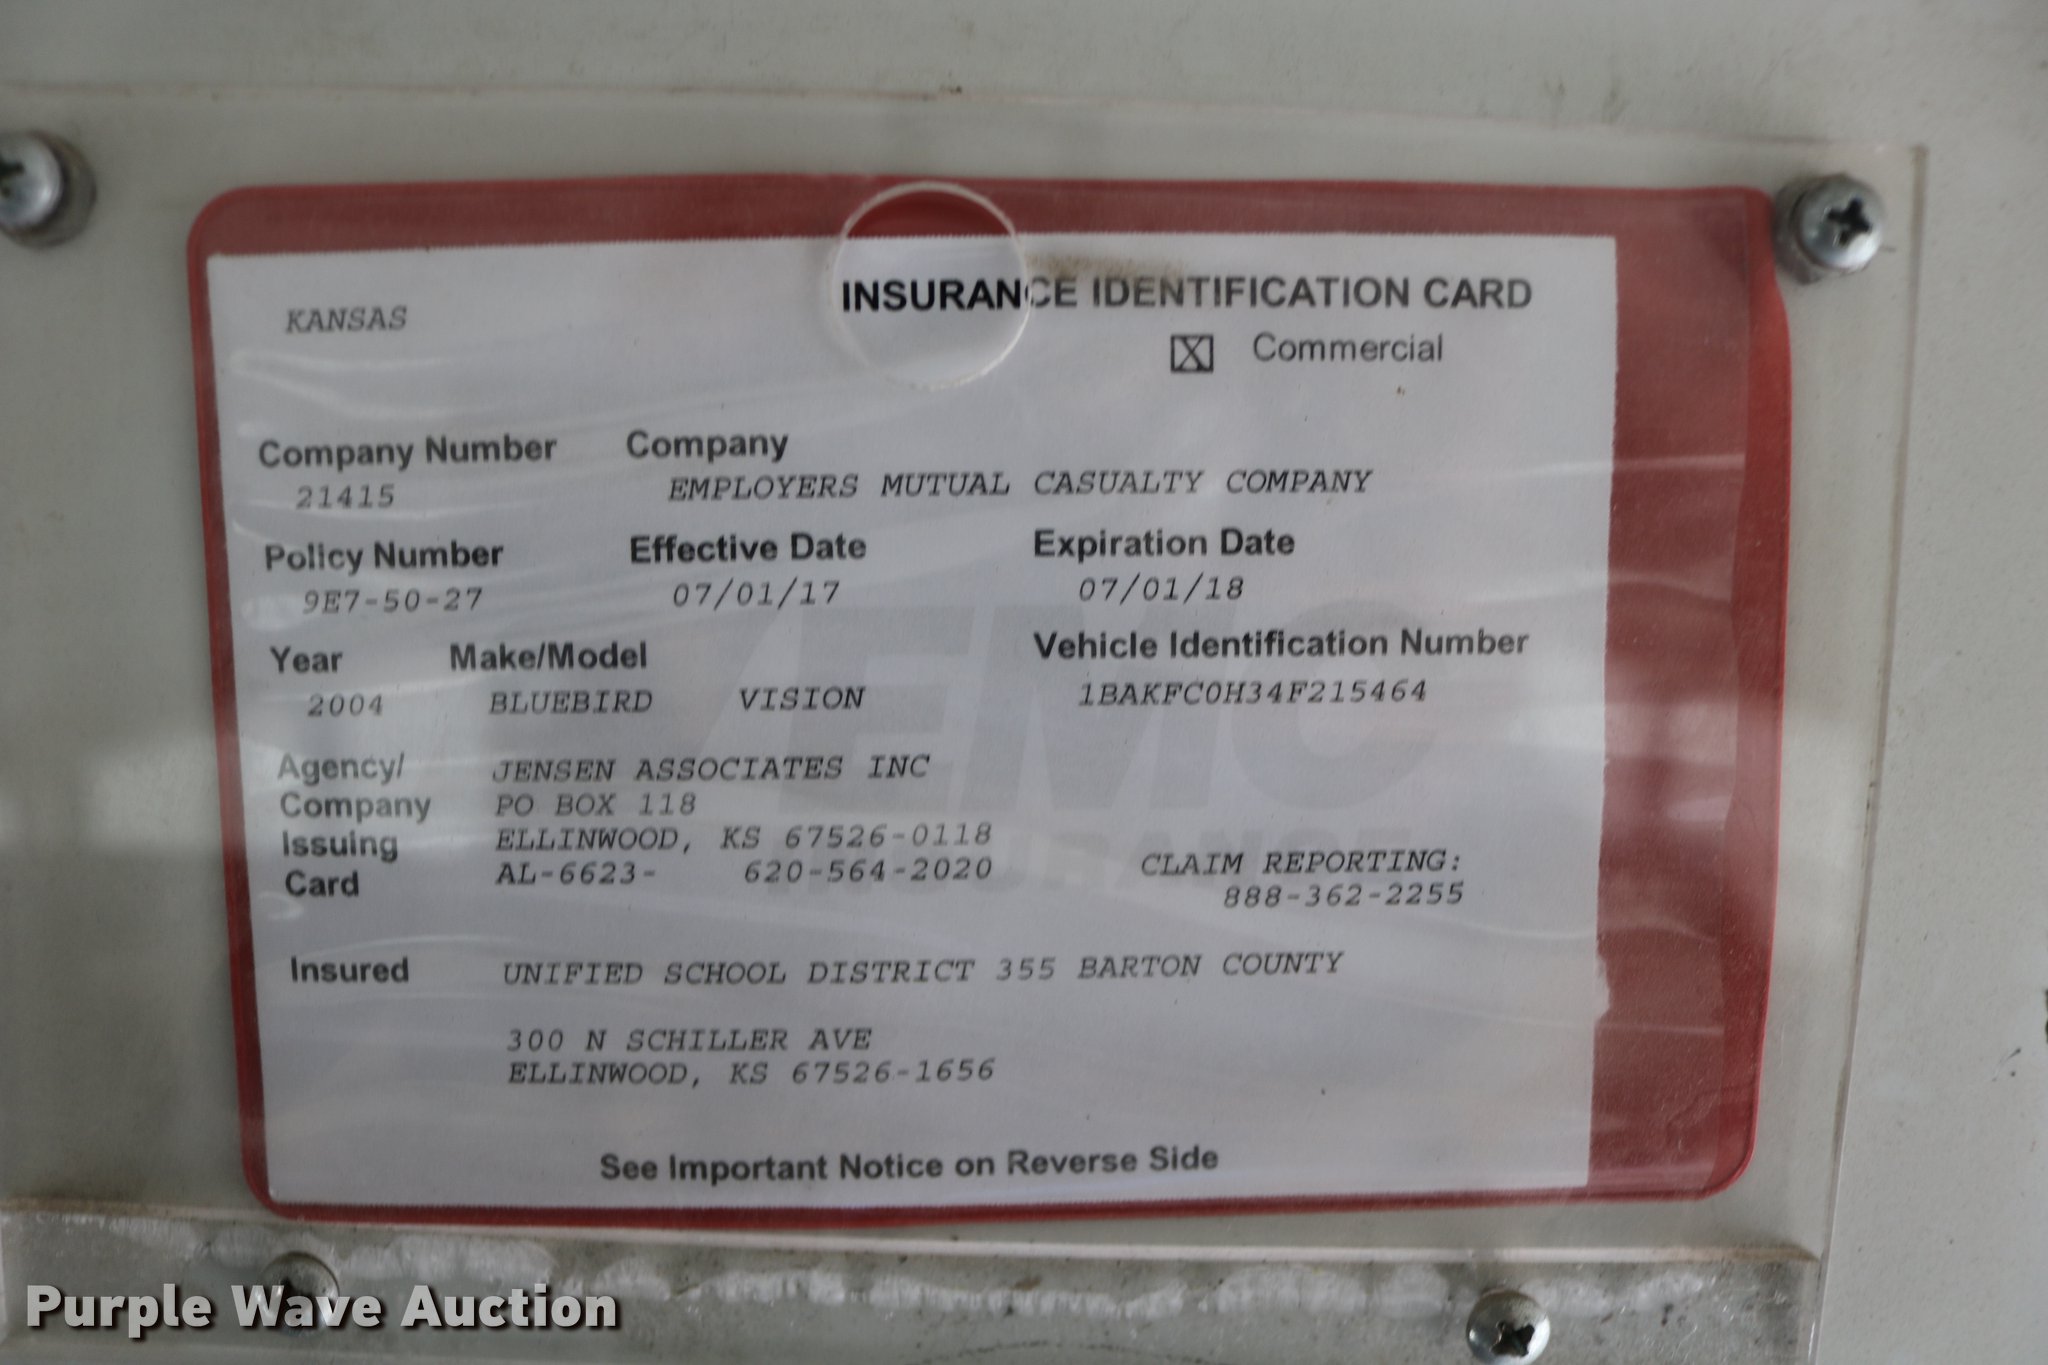 KANSAS
INSURANCE IDENTIFICATION CARD
X Commercial
Company Number Company
21415 EMPLOYERS MUTUAL CASUALTY COMPANY
Policy Number Effective Date Expiration Date
9E7-50-27 07/01/17 07/01/18
Year Make/Model Vehicle Identification Number
2004 BLUEBIRD VISION 1BAKFC0H34F215464
Agency/ JENSEN ASSOCIATES INC
Company PO BOX 118
Issuing ELLINWOOD, KS 67526-0118
Card AL-6623- 620-564-2020
CLAIM REPORTING:
888-362-2255
Insured UNIFIED SCHOOL DISTRICT 355 BARTON COUNTY
300 N SCHILLER AVE
ELLINWOOD, KS 67526-1656
See Important Notice on Reverse Side
EMC
INSURANCE
Purple Wave Auction